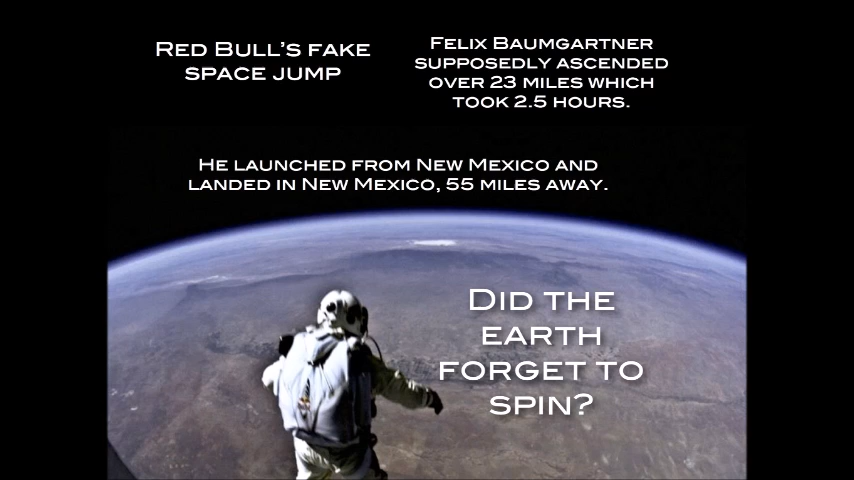 Red Bull's fake
space jump
Felix Baumgartner
supposedly ascended
over 23 miles which
took 2.5 hours.
He launched from New Mexico and
landed in New Mexico, 55 miles away.
Did the
earth
forget to
spin?